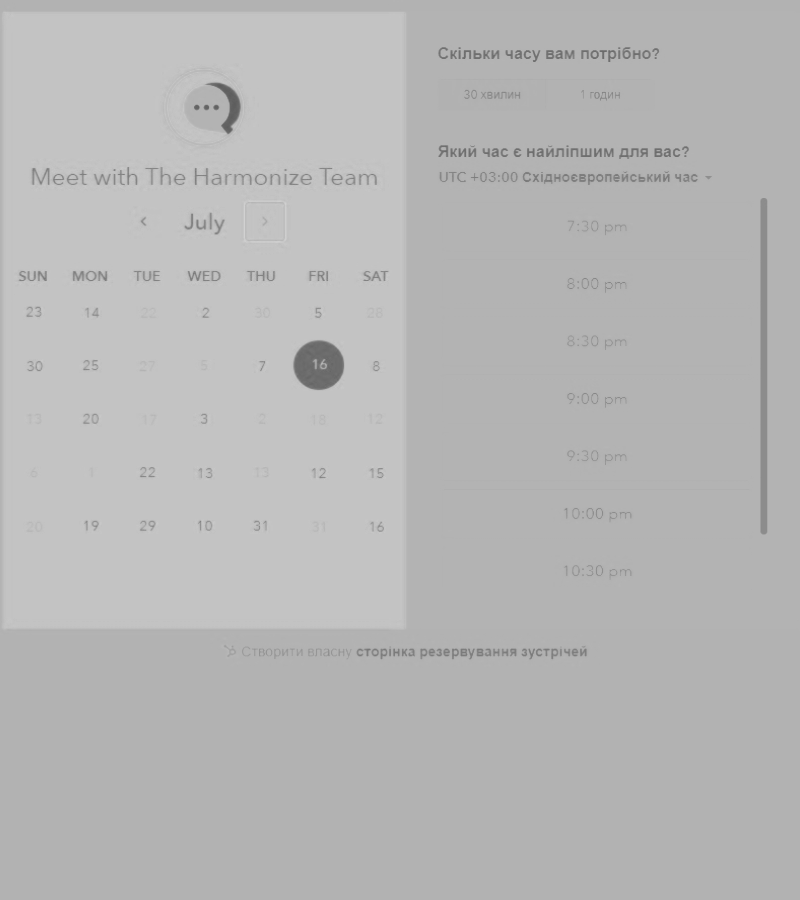 Meet with The Harmonize Team
July
SUN MON TUE WED THU FRI SAT
23 14 22 2 30 5 28
30 25 27 5 7 16 8
13 20 17 3 2 18 12
6 1 22 13 13 12 15
20 19 29 10 31 31 16
Скільки часу вам потрібно?
30 хвилин 1 годин
Який час є найліпшим для вас?
UTC +03:00 Східноєвропейський час
7:30 pm
8:00 pm
8:30 pm
9:00 pm
9:30 pm
10:00 pm
10:30 pm
Створити власну сторінка резервування зустрічей